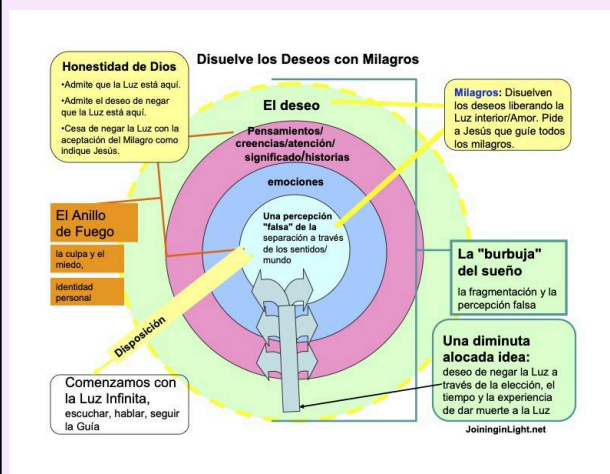 Disuelve los Deseos con Milagros
Honestidad de Dios
•Admite que la Luz está aquí.
•Admite el deseo de negar
que la Luz está aquí.
•Cesa de negar la Luz con la
aceptación del Milagro como
indique Jesús.
El deseo
Milagros: Disuelven
los deseos liberando la
Luz interior/Amor. Pide
a Jesús que guíe todos
los milagros.
Pensamientos/
creencias/atención/
significado/historias
emociones
Una percepción
"falsa" de la
separación a través
de los sentidos/
mundo
El Anillo
de Fuego
la culpa y el
miedo,
identidad
personal
La "burbuja"
del sueño
la fragmentación y la
percepción falsa
Disposición
Una diminuta
alocada idea:
deseo de negar la Luz a
través de la elección, el
tiempo y la experiencia
de dar muerte a la Luz
Comenzamos con
la Luz Infinita,
escuchar, hablar, seguir
la Guía
JoininginLight.net